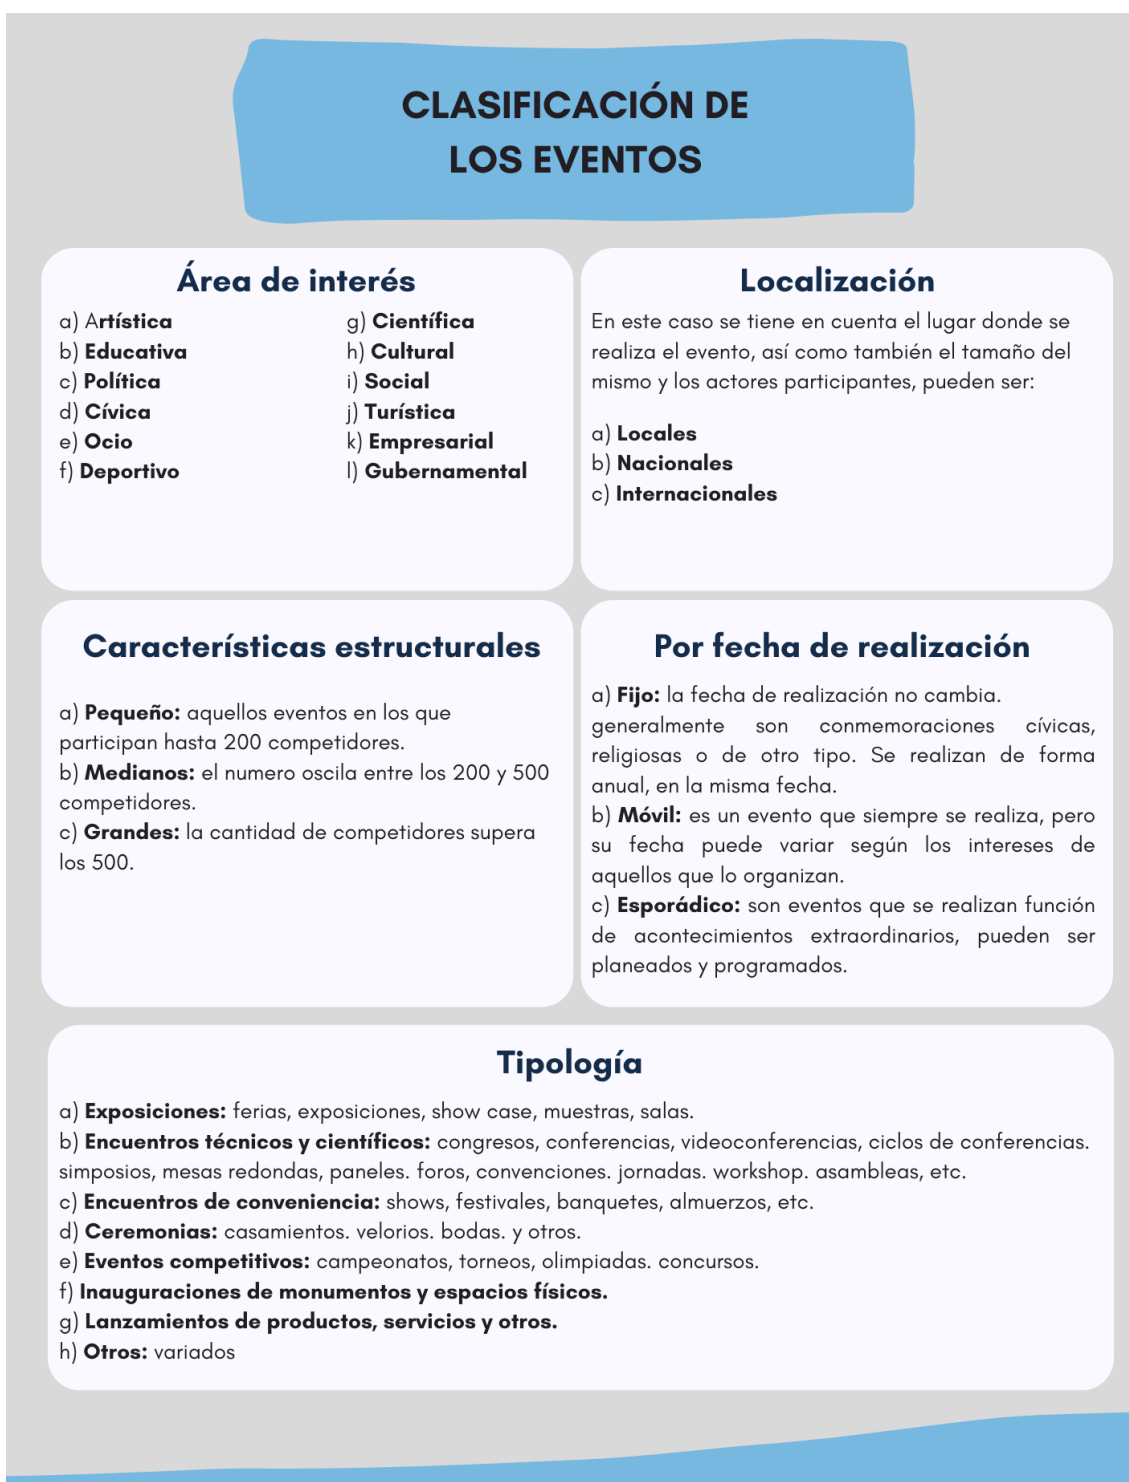 CLASIFICACIÓN DE
LOS EVENTOS
Área de interés
a) Artística
b) Educativa
c) Política
d) Cívica
e) Ocio
f) Deportivo
g) Científica
h) Cultural
i) Social
j) Turística
k) Empresarial
l) Gubernamental
Localización
En este caso se tiene en cuenta el lugar donde se
realiza el evento, así como también el tamaño del
mismo y los actores participantes, pueden ser:
a) Locales
b) Nacionales
c) Internacionales
Características estructurales
a) Pequeño: aquellos eventos en los que
participan hasta 200 competidores.
b) Medianos: el numero oscila entre los 200 y 500
competidores.
c) Grandes: la cantidad de competidores supera
los 500.
Por fecha de realización
a) Fijo: la fecha de realización no cambia.
generalmente son conmemoraciones cívicas,
religiosas o de otro tipo. Se realizan de forma
anual, en la misma fecha.
b) Móvil: es un evento que siempre se realiza, pero
su fecha puede variar según los intereses de
aquellos que lo organizan.
c) Esporádico: son eventos que se realizan función
de acontecimientos extraordinarios, pueden ser
planeados y programados.
Tipología
a) Exposiciones: ferias, exposiciones, show case, muestras, salas.
b) Encuentros técnicos y científicos: congresos, conferencias, videoconferencias, ciclos de conferencias.
simposios, mesas redondas, paneles. foros, convenciones. jornadas. workshop. asambleas, etc.
c) Encuentros de conveniencia: shows, festivales, banquetes, almuerzos, etc.
d) Ceremonias: casamientos. velorios. bodas. y otros.
e) Eventos competitivos: campeonatos, torneos, olimpiadas. concursos.
f) Inauguraciones de monumentos y espacios físicos.
g) Lanzamientos de productos, servicios y otros.
h) Otros: variados